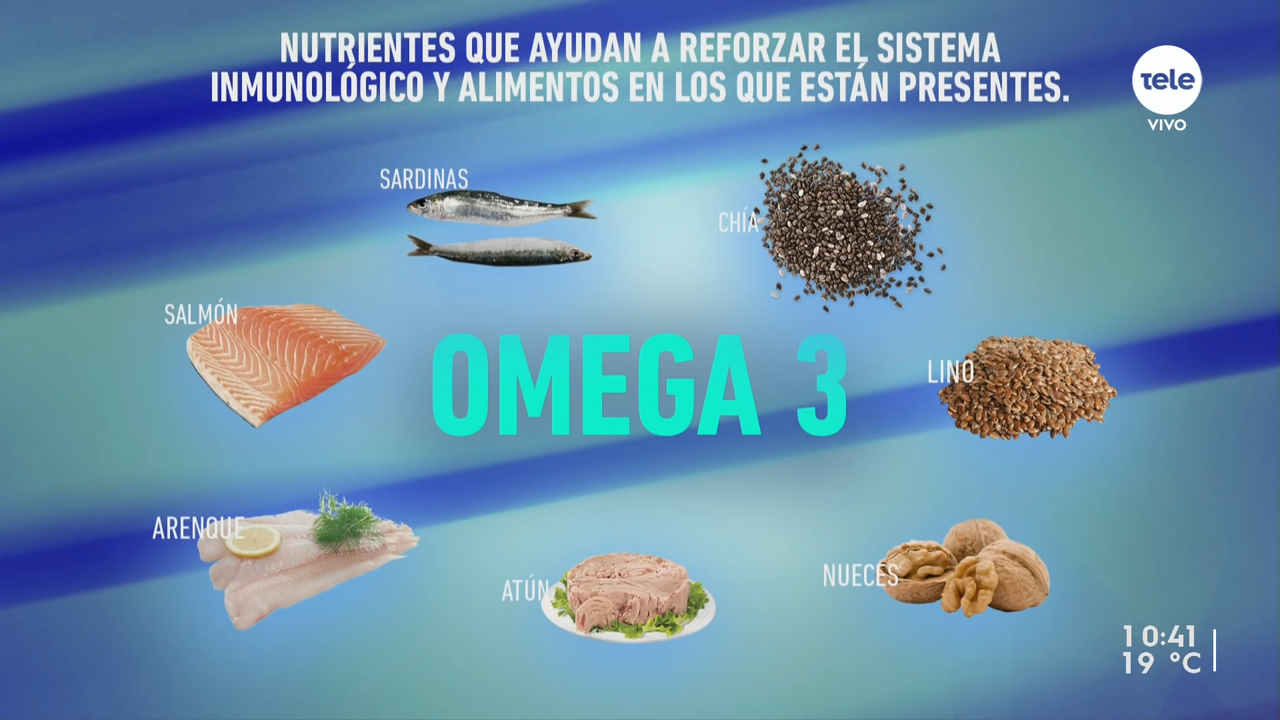 NUTRIENTES QUE AYUDAN A REFORZAR EL SISTEMA
INMUNOLÓGICO Y ALIMENTOS EN LOS QUE ESTÁN PRESENTES.
tele
VIVO
SARDINAS
CHÍA
SALMÓN
OMEGA 3
LINO
ARENQUE
ATÚN
NUECES
10:41
19 °C